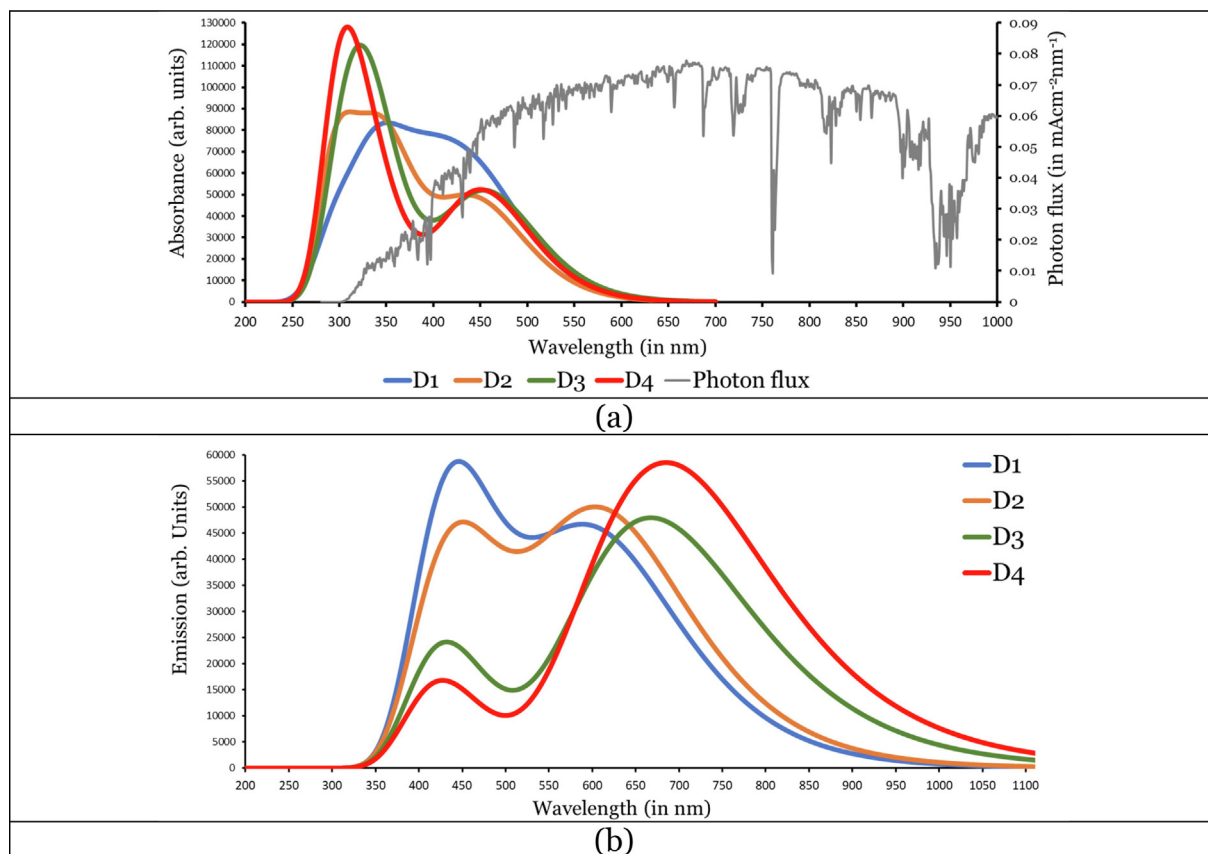 130000
120000
110000
100000
90000
80000
70000
60000
50000
40000
30000
20000
10000
0
Absorbance (arb. units)
0.09
0.08
0.07
0.06
0.05
0.04
0.03
0.02
0.01
0
Photon flux (in mAcm⁻²nm⁻¹)
200 250 300 350 400 450 500 550 600 650 700 750 800 850 900 950 1000
Wavelength (in nm)
D1 D2 D3 D4 Photon flux
(a)
60000
55000
50000
45000
40000
35000
30000
25000
20000
15000
10000
5000
0
Emission (arb. Units)
D1
D2
D3
D4
200 250 300 350 400 450 500 550 600 650 700 750 800 850 900 950 1000 1050 1100
Wavelength (in nm)
(b)